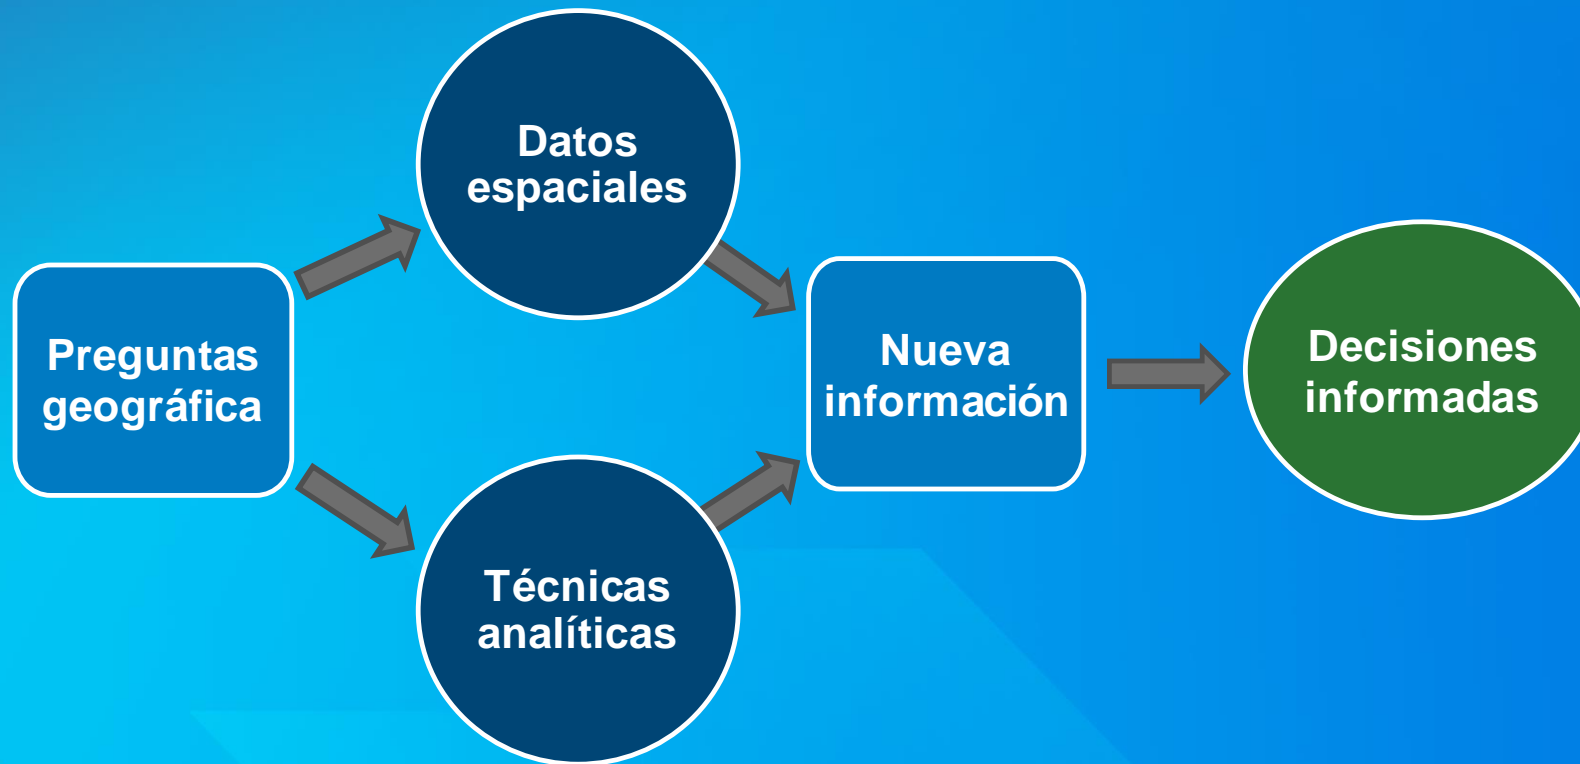 Datos
espaciales
Preguntas
geográfica
Nueva
información
Decisiones
informadas
Técnicas
analíticas